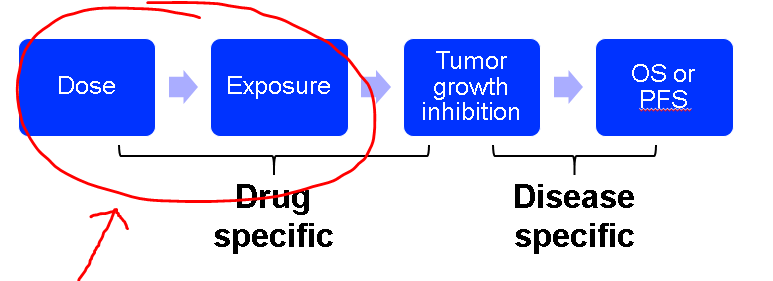 Dose
Exposure
Tumor
growth
inhibition
OS or
PFS
Drug
specific
Disease
specific